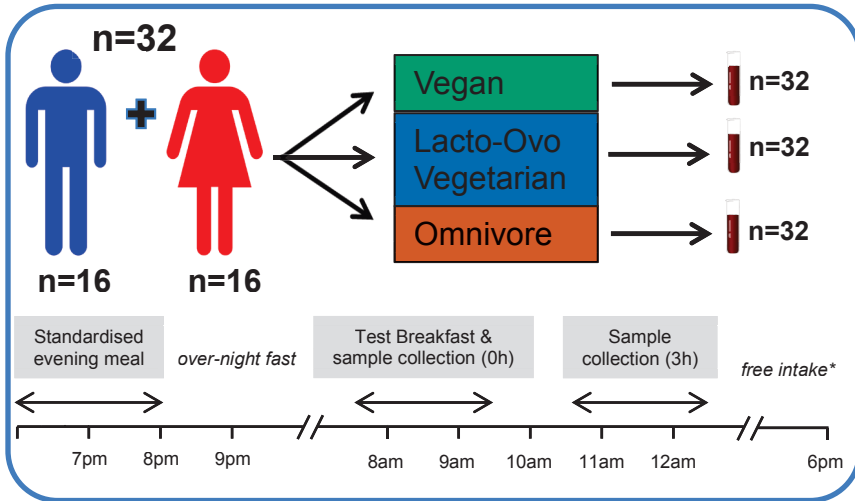 n=32
n=16
n=16
Vegan
Lacto-Ovo
Vegetarian
Omnivore
n=32
n=32
n=32
Standardised
evening meal
over-night fast
Test Breakfast &
sample collection (0h)
Sample
collection (3h)
free intake*
7pm
8pm
9pm
8am
9am
10am
11am
12am
6pm